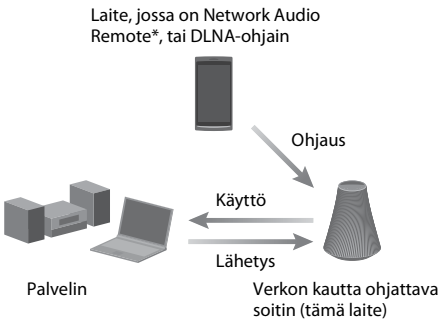 Laite, jossa on Network Audio
Remote*, tai DLNA-ohjain
Ohjaus
Käyttö
Lähetys
Palvelin
Verkon kautta ohjattava
soitin (tämä laite)